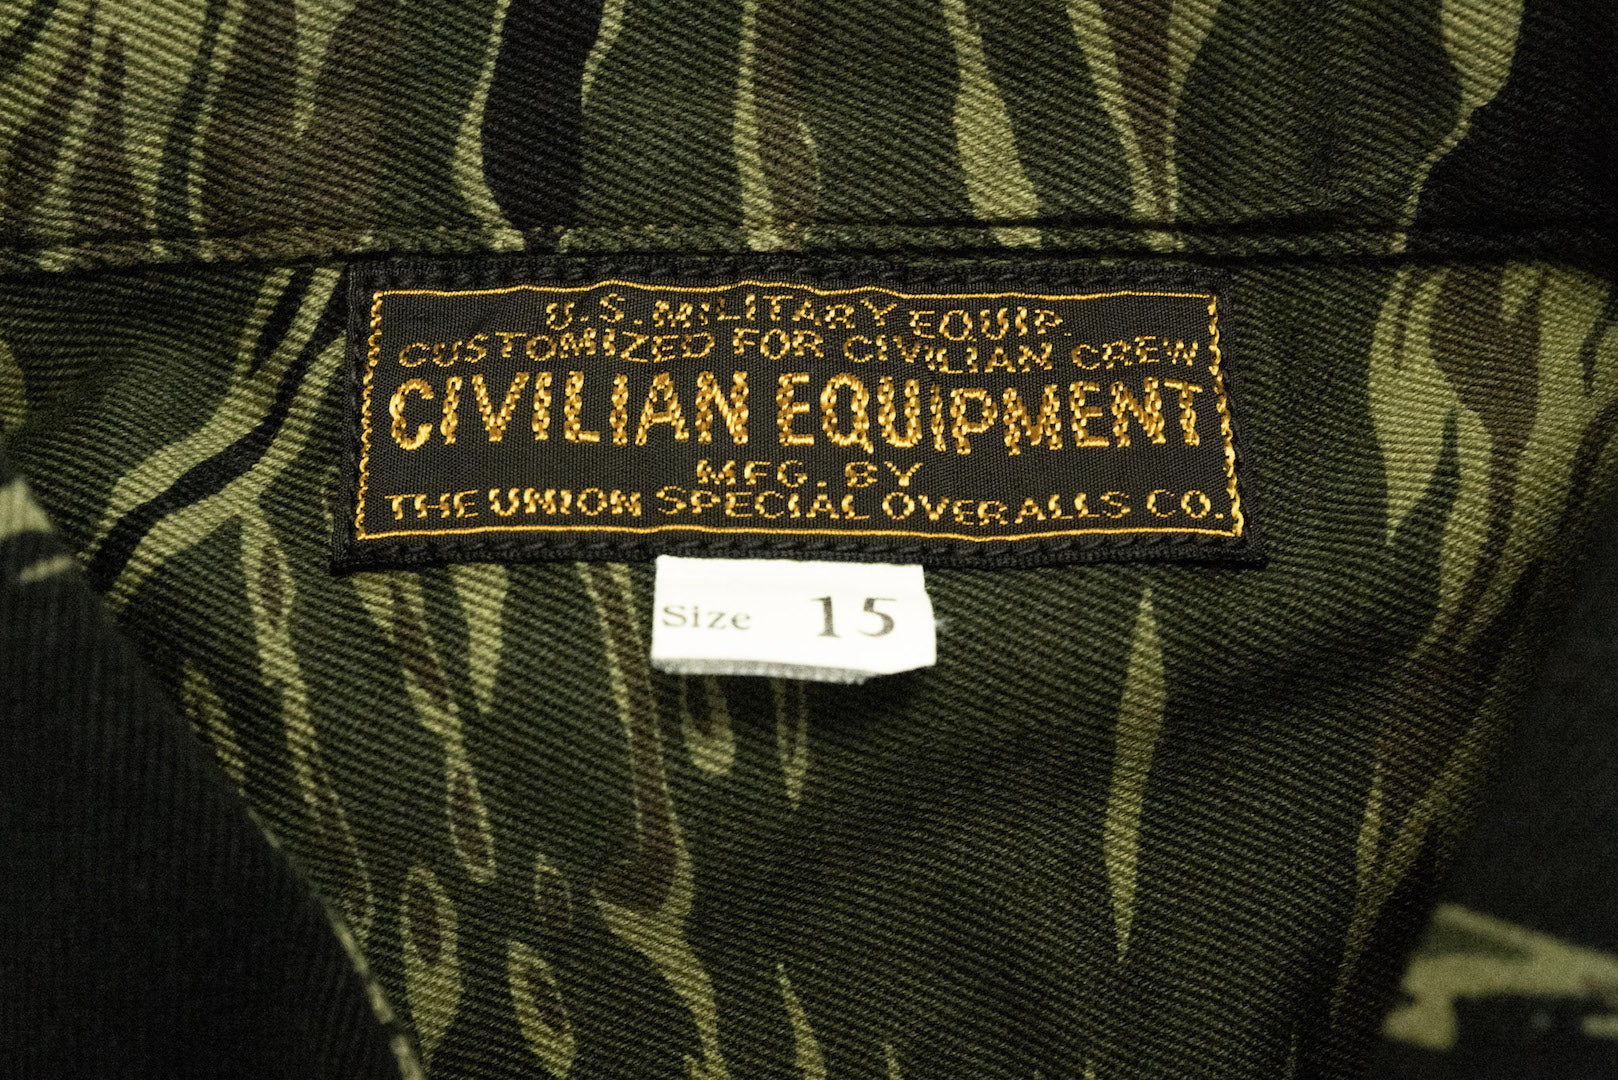 U.S. MILITARY EQUIP.
CUSTOMIZED FOR CIVILIAN CREW
CIVILIAN EQUIPMENT
MFG. BY
THE UNION SPECIAL OVERALLS CO.
Size 15